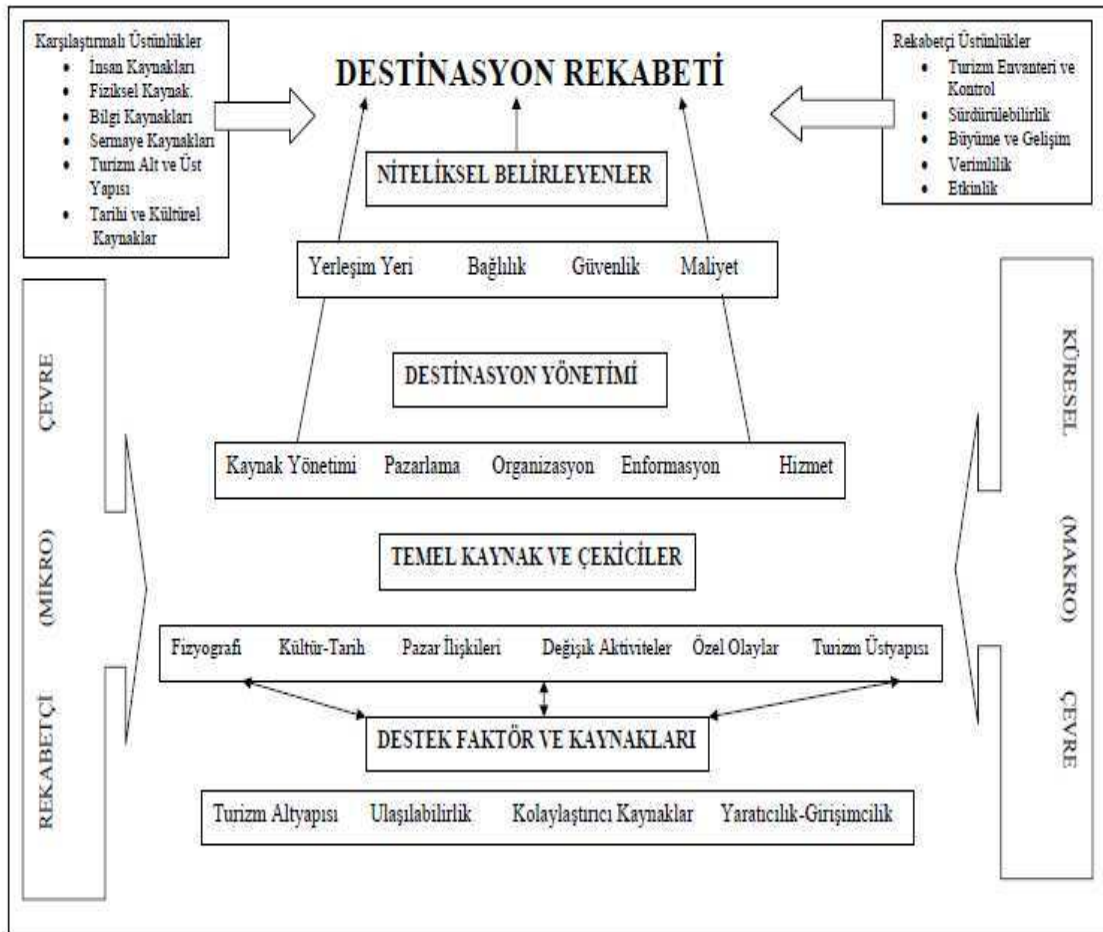 Karşılaştırmalı Üstünlükler
• İnsan Kaynakları
• Fiziksel Kaynak.
• Bilgi Kaynakları
• Sermaye Kaynakları
• Turizm Alt ve Üst
Yapısı
• Tarihi ve Kültürel
Kaynaklar
DESTİNASYON REKABETİ
Rekabetçi Üstünlükler
• Turizm Envanteri ve
Kontrol
• Sürdürülebilirlik
• Büyüme ve Gelişim
• Verimlilik
• Etkinlik
NİTELİKSEL BELİRLEYENLER
Yerleşim Yeri Bağlılık Güvenlik Maliyet
DESTİNASYON YÖNETİMİ
Kaynak Yönetimi Pazarlama Organizasyon Enformasyon Hizmet
TEMEL KAYNAK VE ÇEKİCİLER
Fizyografi Kültür-Tarih Pazar İlişkileri Değişik Aktiviteler Özel Olaylar Turizm Üstyapısı
DESTEK FAKTÖR VE KAYNAKLARI
Turizm Altyapısı Ulaşılabilirlik Kolaylaştırıcı Kaynaklar Yaratıcılık-Girişimcilik
REKABETÇİ (MİKRO) ÇEVRE
KÜRESEL (MAKRO) ÇEVRE